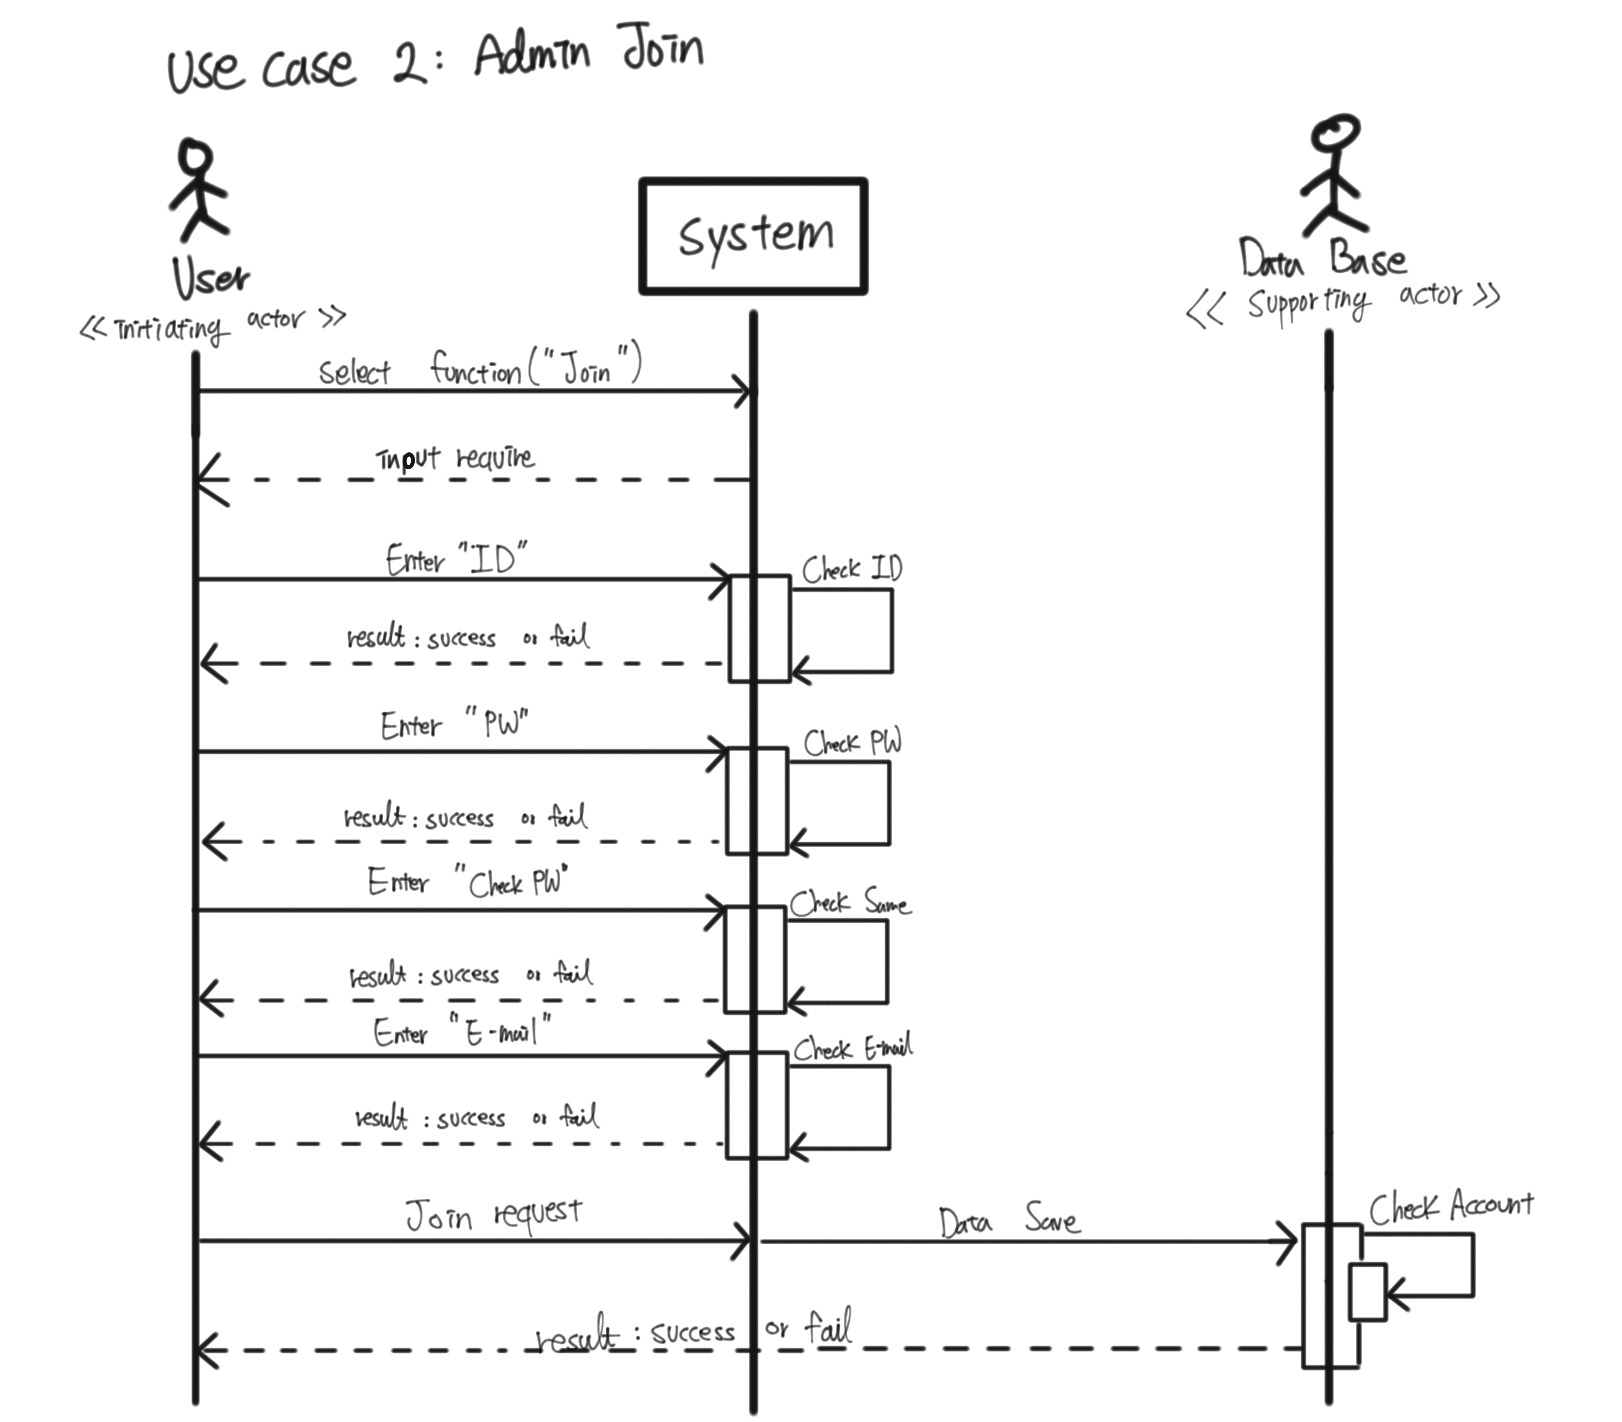 Use case 2: Admin Join
User
<< initiating actor >>
System
Data Base
<< supporting actor >>
select function("Join")
input require
Enter "ID"
Check ID
result : success or fail
Enter "PW"
Check PW
result : success or fail
Enter "Check PW"
Check Same
result : success or fail
Enter "E-mail"
Check E-mail
result : success or fail
Join request
Data Save
Check Account
result : success or fail